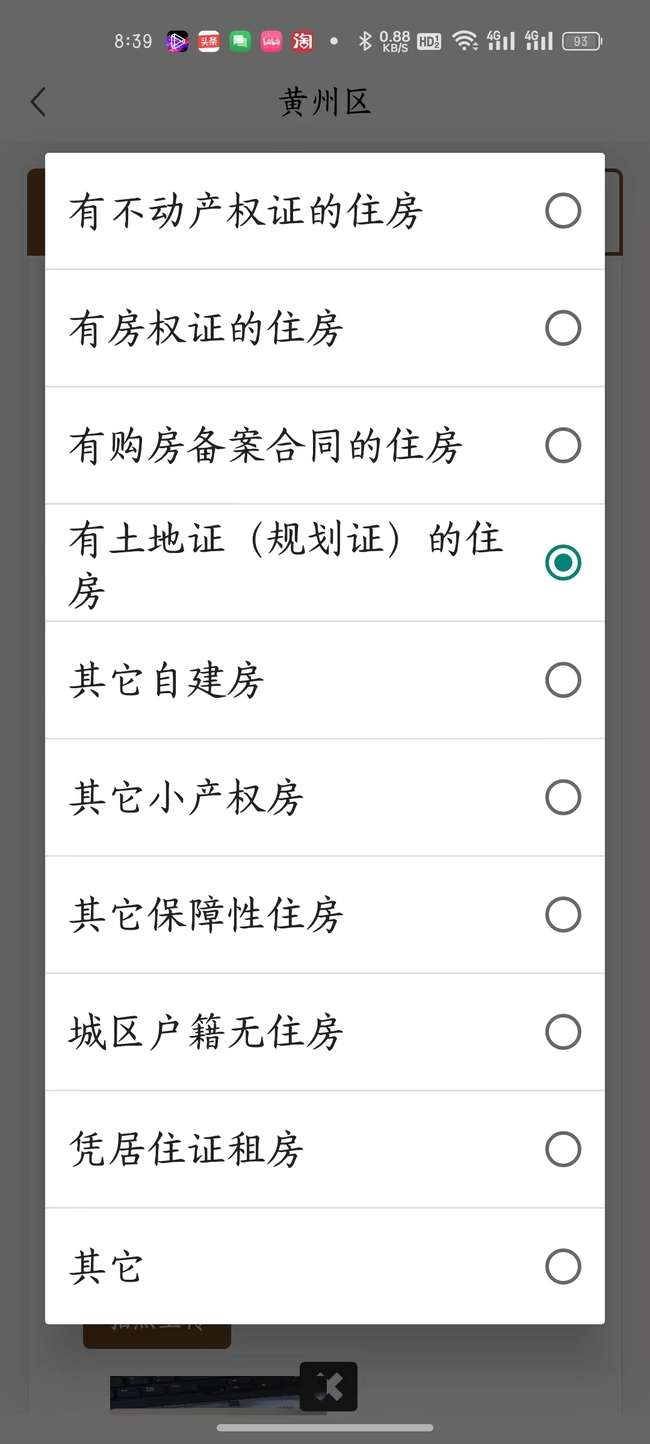 8:39
头条
淘
0.88
KB/S
HD2
4G
4G
93
黄州区
有不动产权证的住房
有房权证的住房
有购房备案合同的住房
有土地证（规划证）的住
房
其它自建房
其它小产权房
其它保障性住房
城区户籍无住房
凭居住证租房
其它